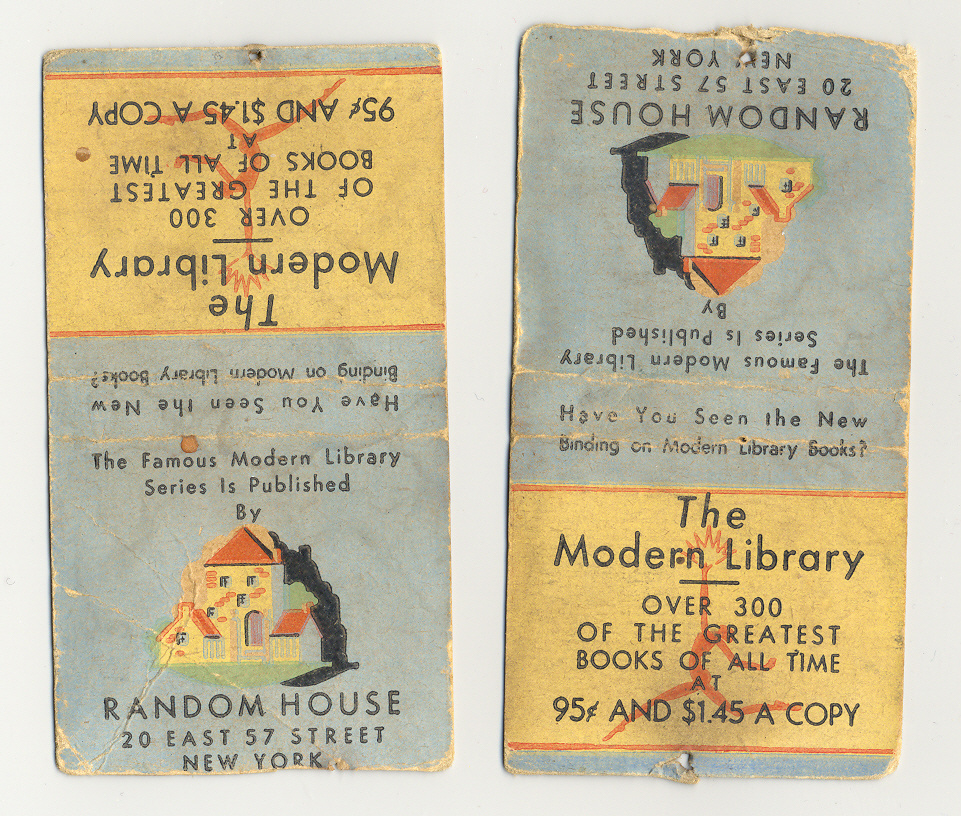 95¢ AND $1.45 A COPY
AT
BOOKS OF ALL TIME
OF THE GREATEST
OVER 300
Modern Library
The
Binding on Modern Library Books?
Have You Seen the New
The Famous Modern Library
Series Is Published
By
RANDOM HOUSE
20 EAST 57 STREET
NEW YORK
NEW YORK
20 EAST 57 STREET
RANDOM HOUSE
By
Series Is Published
The Famous Modern Library
Have You Seen the New
Binding on Modern Library Books?
The
Modern Library
OVER 300
OF THE GREATEST
BOOKS OF ALL TIME
AT
95¢ AND $1.45 A COPY